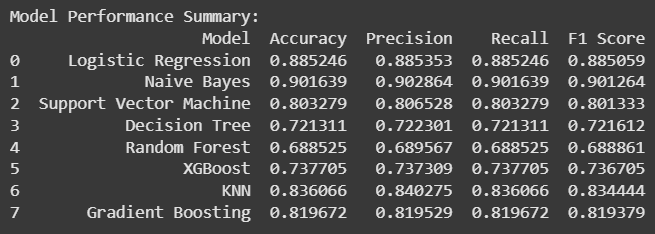 Model Performance Summary:
Model Accuracy Precision Recall F1 Score
0 Logistic Regression 0.885246 0.885353 0.885246 0.885059
1 Naive Bayes 0.901639 0.902864 0.901639 0.901264
2 Support Vector Machine 0.803279 0.806528 0.803279 0.801333
3 Decision Tree 0.721311 0.722301 0.721311 0.721612
4 Random Forest 0.688525 0.689567 0.688525 0.688861
5 XGBoost 0.737705 0.737309 0.737705 0.736705
6 KNN 0.836066 0.840275 0.836066 0.834444
7 Gradient Boosting 0.819672 0.819529 0.819672 0.819379